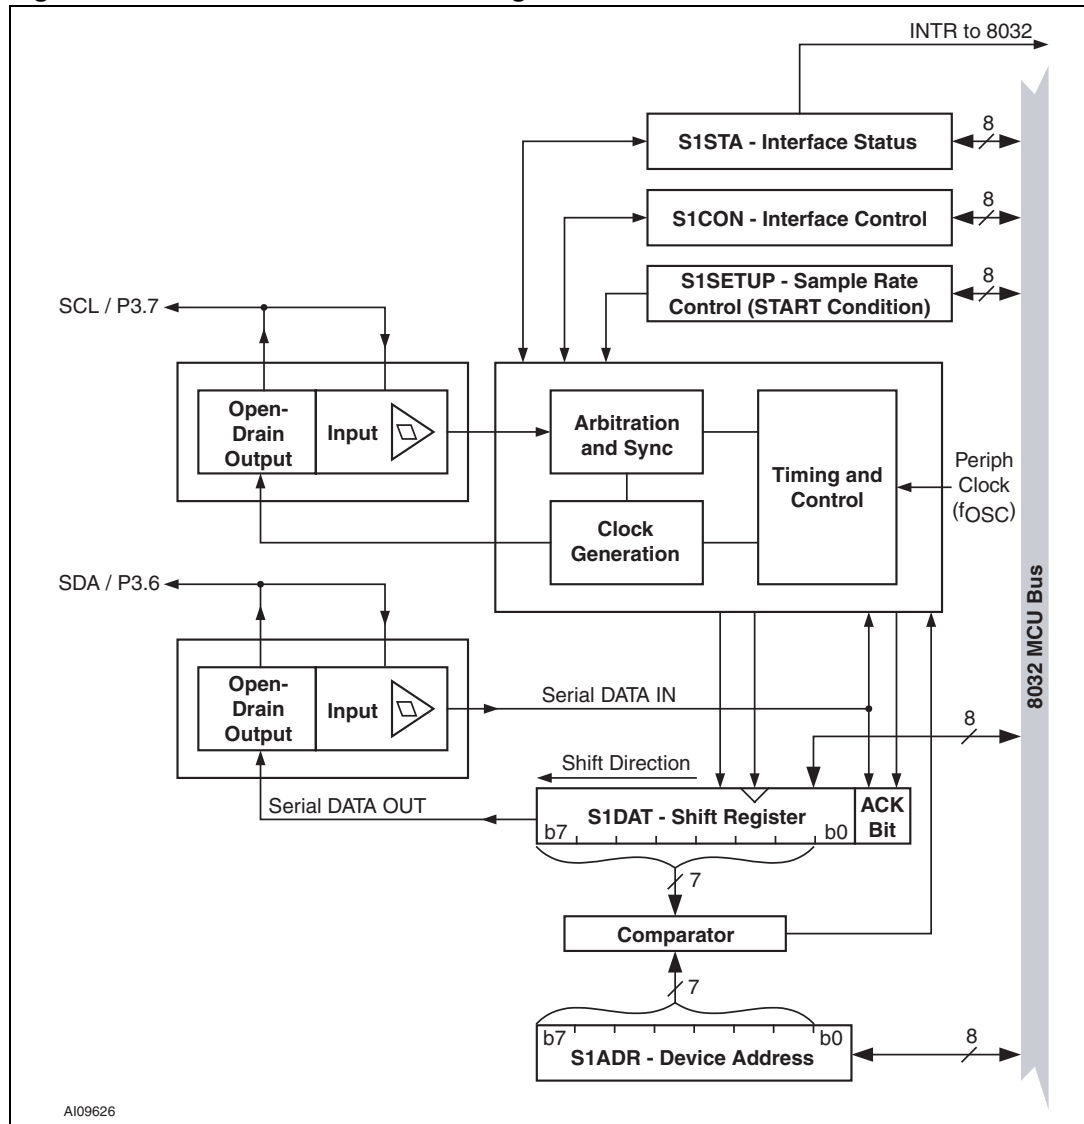 INTR to 8032
S1STA - Interface Status
8
S1CON - Interface Control
8
S1SETUP - Sample Rate
Control (START Condition)
8
SCL / P3.7
Open-
Drain
Output
Input
Arbitration
and Sync
Timing and
Control
Periph
Clock
(fOSC)
Clock
Generation
SDA / P3.6
8032 MCU Bus
Open-
Drain
Output
Input
Serial DATA IN
8
Shift Direction
Serial DATA OUT
S1DAT - Shift Register
b7
b0
ACK
Bit
7
Comparator
7
b7
b0
S1ADR - Device Address
8
AI09626